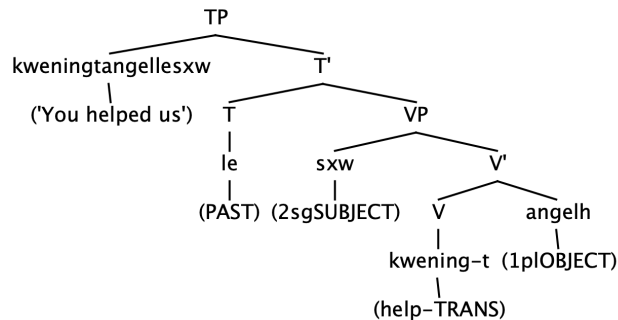 TP
kweningtangellesxw T'
('You helped us') T VP
le sxw V'
(PAST) (2sgSUBJECT) V angelh
kwening-t (1plOBJECT)
(help-TRANS)